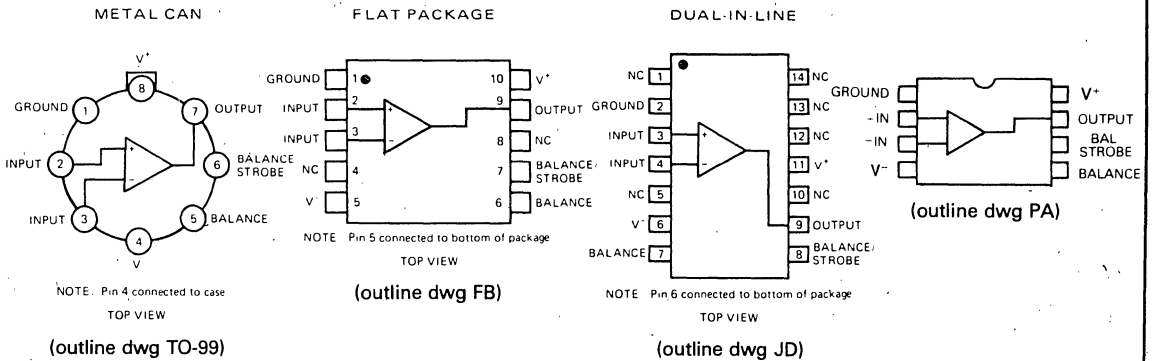 METAL CAN
V+
8
GROUND
1
7
OUTPUT
+
-
INPUT
2
6
BALANCE
STROBE
INPUT
3
5
BALANCE
4
V
NOTE. Pin 4 connected to case
TOP VIEW
(outline dwg TO-99)
FLAT PACKAGE
GROUND 1 10 V+
INPUT 2 + 9 OUTPUT
INPUT 3 - 8 NC
NC 4 7 BALANCE/
STROBE
V- 5 6 BALANCE
NOTE Pin 5 connected to bottom of package
TOP VIEW
(outline dwg FB)
DUAL-IN-LINE
NC 1 14 NC
GROUND 2 13 NC
INPUT 3 + 12 NC
INPUT 4 - 11 V+
NC 5 10 NC
V- 6 9 OUTPUT
BALANCE 7 8 BALANCE/
STROBE
NOTE Pin 6 connected to bottom of package
TOP VIEW
(outline dwg JD)
GROUND V+
-IN OUTPUT
-IN BAL
STROBE
V- BALANCE
(outline dwg PA)